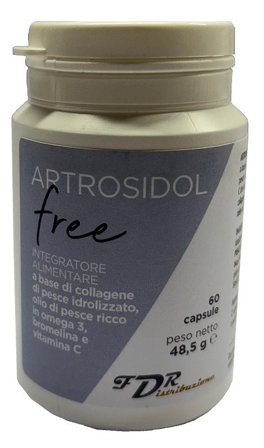 ARTROSIDOL
free
INTEGRATORE
ALIMENTARE
a base di collagene
di pesce idrolizzato,
olio di pesce ricco
in omega 3,
bromelina e
vitamina C
60
capsule
peso netto
48,5 g ℮
FDR
Distribuzione